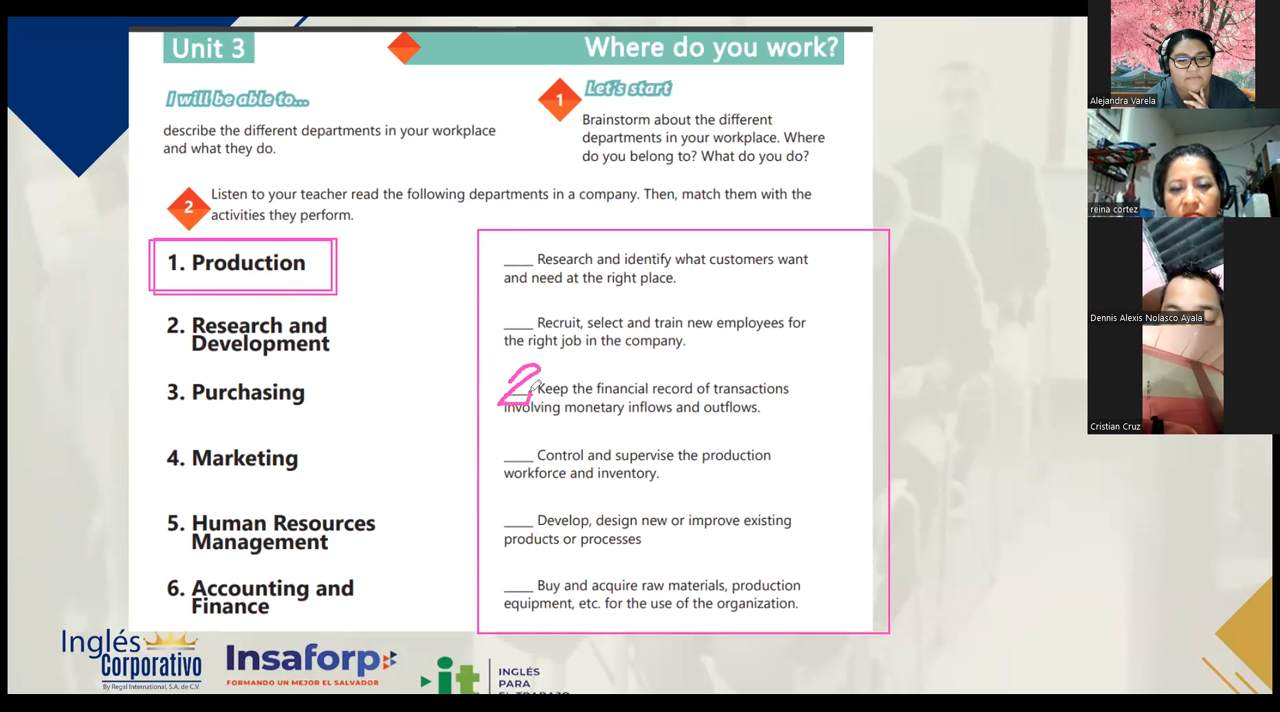 Unit 3
Where do you work?
I will be able to...
describe the different departments in your workplace
and what they do.
1
Let's start
Brainstorm about the different
departments in your workplace. Where
do you belong to? What do you do?
2
Listen to your teacher read the following departments in a company. Then, match them with the
activities they perform.
1. Production
2. Research and
Development
3. Purchasing
4. Marketing
5. Human Resources
Management
6. Accounting and
Finance
____ Research and identify what customers want
and need at the right place.
____ Recruit, select and train new employees for
the right job in the company.
2 Keep the financial record of transactions
involving monetary inflows and outflows.
____ Control and supervise the production
workforce and inventory.
____ Develop, design new or improve existing
products or processes
____ Buy and acquire raw materials, production
equipment, etc. for the use of the organization.
Inglés
Corporativo
By Regal International, S.A. de C.V.
Insaforp
FORMANDO UN MEJOR EL SALVADOR
it
INGLÉS
PARA
EL TRABAJO
Alejandra Varela
reina cortez
Dennis Alexis Nolasco Ayala
Cristian Cruz